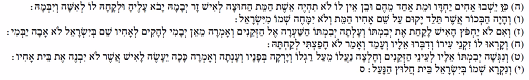 (ה) כִּי יֵשְׁבוּ אַחִים יַחְדָּו וּמֵת אַחַד מֵהֶם וּבֵן אֵין לוֹ לֹא תִהְיֶה אֵשֶׁת הַמֵּת הַחוּצָה לְאִישׁ זָר יְבָמָהּ יָבֹא עָלֶיהָ וּלְקָחָהּ לוֹ לְאִשָּׁה וְיִבְּמָהּ:
(ו) וְהָיָה הַבְּכוֹר אֲשֶׁר תֵּלֵד יָקוּם עַל שֵׁם אָחִיו הַמֵּת וְלֹא יִמָּחֶה שְׁמוֹ מִיִּשְׂרָאֵל:
(ז) וְאִם לֹא יַחְפֹּץ הָאִישׁ לָקַחַת אֶת יְבִמְתּוֹ וְעָלְתָה יְבִמְתּוֹ הַשַּׁעְרָה אֶל הַזְּקֵנִים וְאָמְרָה מֵאֵן יְבָמִי לְהָקִים לְאָחִיו שֵׁם בְּיִשְׂרָאֵל לֹא אָבָה יַבְּמִי:
(ח) וְקָרְאוּ לוֹ זִקְנֵי עִירוֹ וְדִבְּרוּ אֵלָיו וְעָמַד וְאָמַר לֹא חָפַצְתִּי לְקַחְתָּהּ:
(ט) וְנִגְּשָׁה יְבִמְתּוֹ אֵלָיו לְעֵינֵי הַזְּקֵנִים וְחָלְצָה נַעֲלוֹ מֵעַל רַגְלוֹ וְיָרְקָה בְּפָנָיו וְעָנְתָה וְאָמְרָה כָּכָה יֵעָשֶׂה לָאִישׁ אֲשֶׁר לֹא יִבְנֶה אֶת בֵּית אָחִיו:
(י) וְנִקְרָא שְׁמוֹ בְּיִשְׂרָאֵל בֵּית חֲלוּץ הַנָּעַל: ס